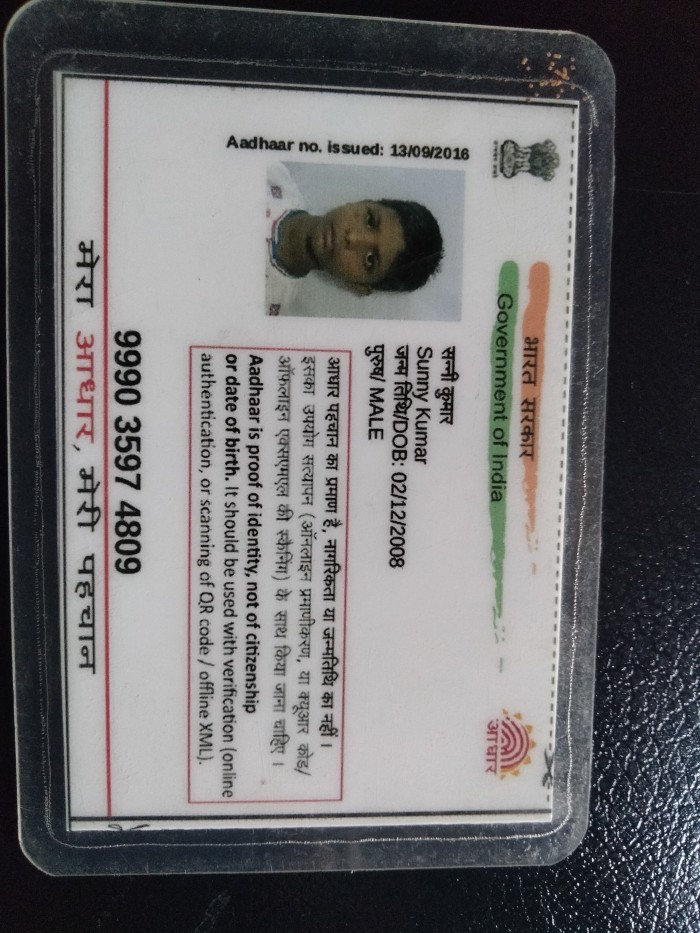 भारत सरकार
Government of India
Aadhaar no. issued: 13/09/2016
सन्नी कुमार
Sunny Kumar
जन्म तिथि/DOB: 02/12/2008
पुरुष/ MALE
आधार पहचान का प्रमाण है, नागरिकता या जन्मतिथि का नहीं ।
इसका उपयोग सत्यापन (ऑनलाइन प्रमाणीकरण, या क्यूआर कोड/
ऑफलाइन एक्सएमएल की स्कैनिंग) के साथ किया जाना चाहिए ।
Aadhaar is proof of identity, not of citizenship
or date of birth. It should be used with verification (online
authentication, or scanning of QR code / offline XML).
आधार
9990 3597 4809
मेरा आधार, मेरी पहचान